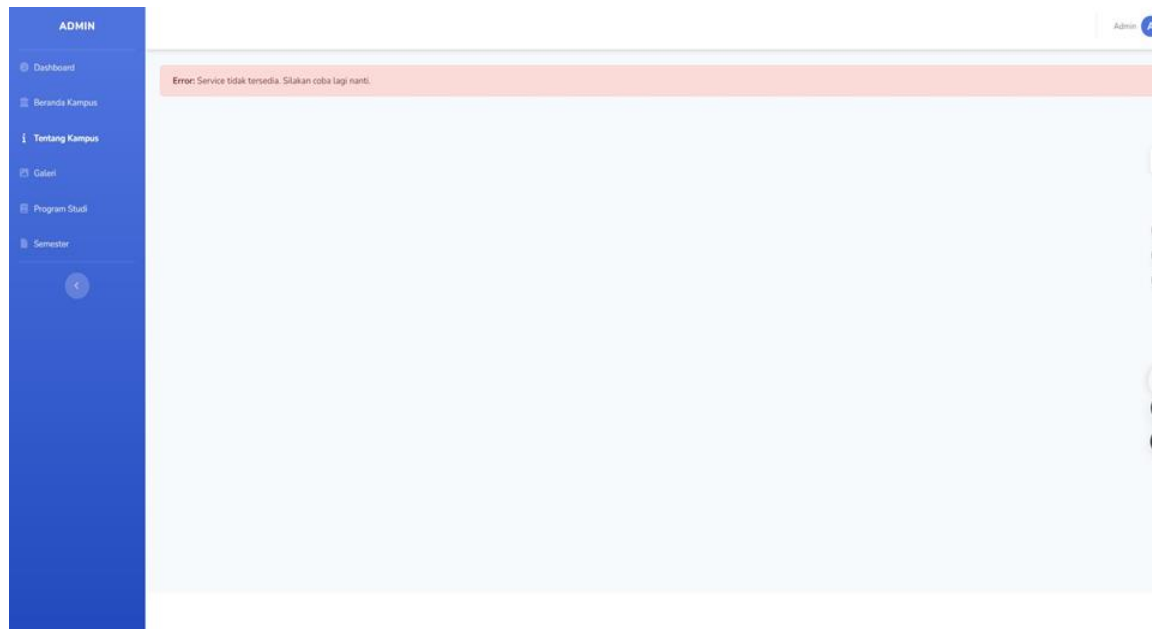 ADMIN
Admin A
Dashboard
Error: Service tidak tersedia. Silakan coba lagi nanti.
Beranda Kampus
Tentang Kampus
Galeri
Program Studi
Semester